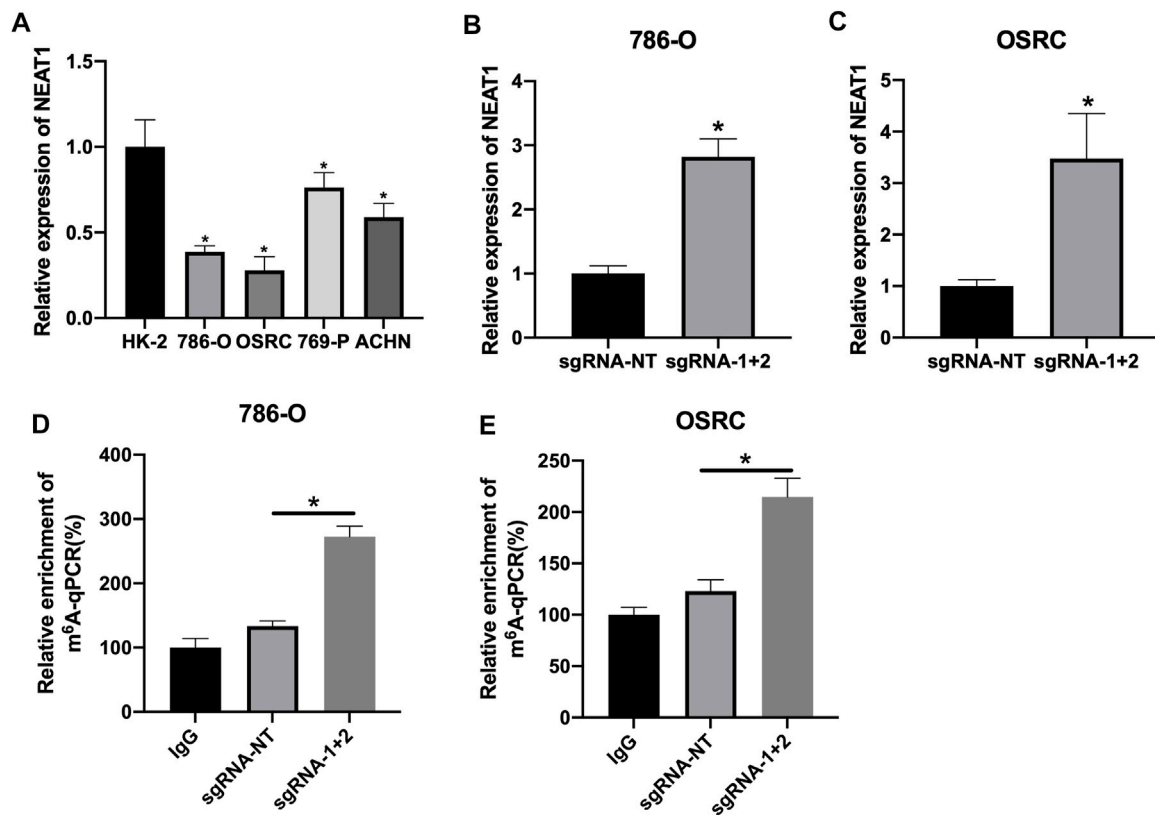 A
Relative expression of NEAT1
1.5
1.0
0.5
0.0
*
*
*
*
HK-2 786-O OSRC 769-P ACHN
B
786-O
Relative expression of NEAT1
4
3
2
1
0
*
sgRNA-NT sgRNA-1+2
C
OSRC
Relative expression of NEAT1
5
4
3
2
1
0
*
sgRNA-NT sgRNA-1+2
D
786-O
Relative enrichment of
m⁶A-qPCR(%)
400
300
200
100
0
*
IgG
sgRNA-NT
sgRNA-1+2
E
OSRC
Relative enrichment of
m⁶A-qPCR(%)
250
200
150
100
50
0
*
IgG
sgRNA-NT
sgRNA-1+2